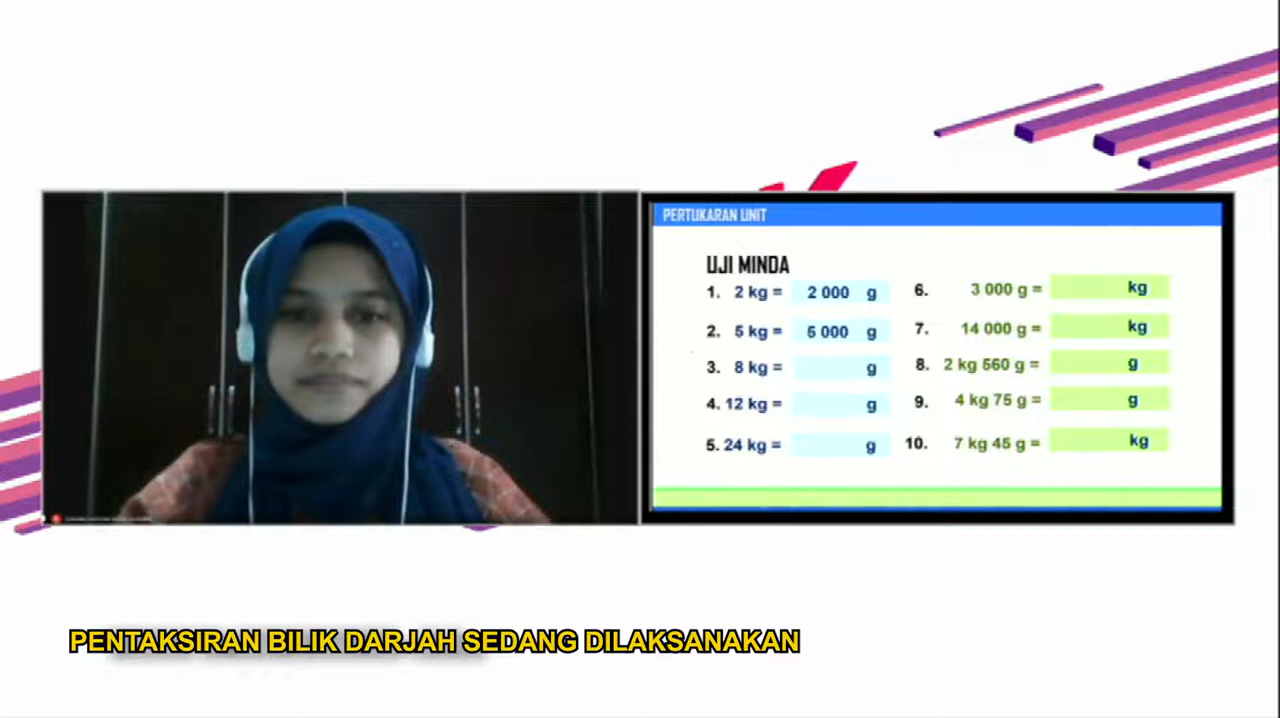 PERTUKARAN UNIT
UJI MINDA
1. 2 kg = 2 000 g
2. 5 kg = 5 000 g
3. 8 kg = g
4. 12 kg = g
5. 24 kg = g
6. 3 000 g = kg
7. 14 000 g = kg
8. 2 kg 560 g = g
9. 4 kg 75 g = g
10. 7 kg 45 g = kg
PENTAKSIRAN BILIK DARJAH SEDANG DILAKSANAKAN